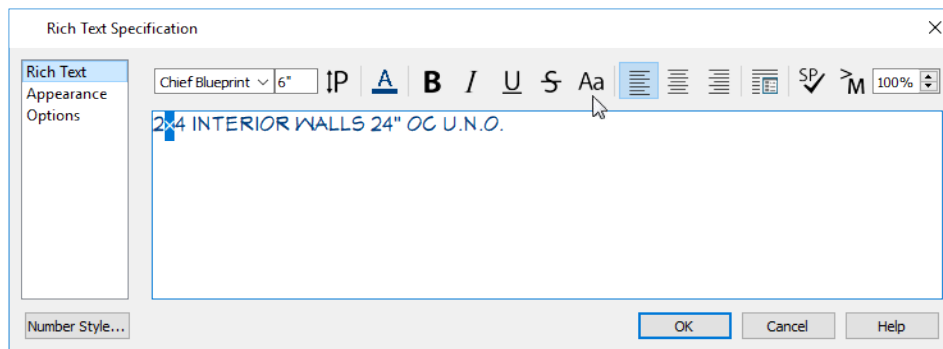 Rich Text Specification
Rich Text
Appearance
Options
Chief Blueprint 6" P A B I U S Aa SP M 100%
2x4 INTERIOR WALLS 24" OC U.N.O.
Number Style...
OK Cancel Help